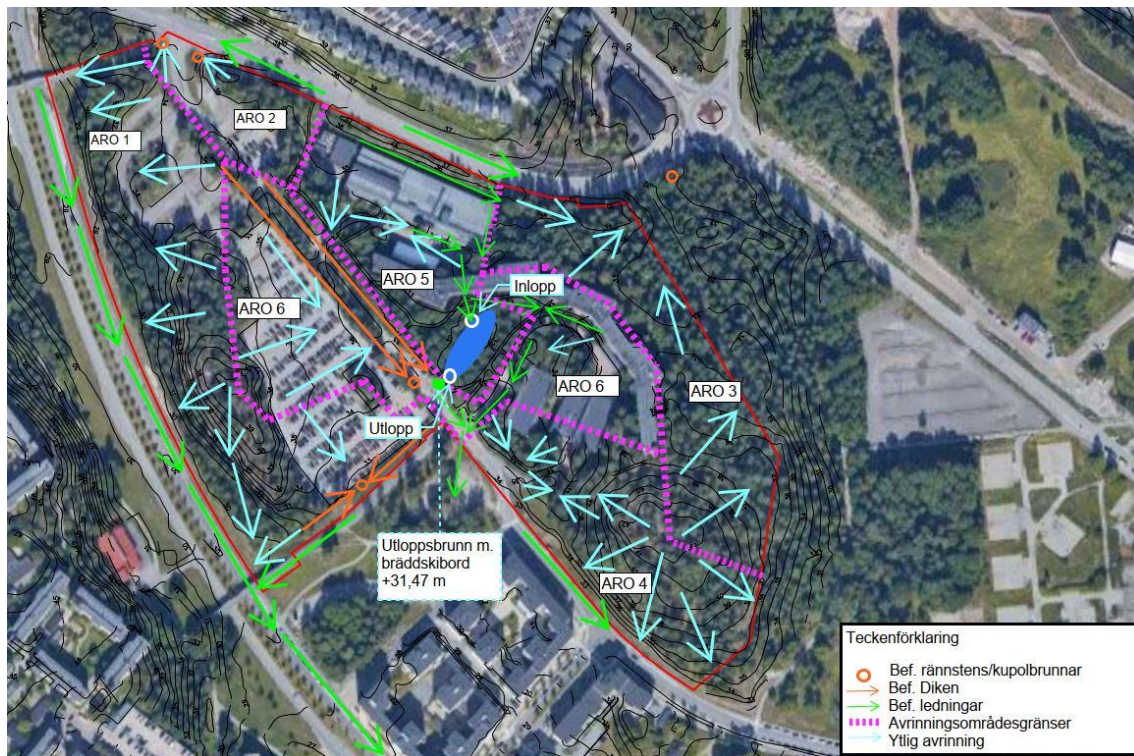 ARO 1
ARO 2
ARO 5
Inlopp
ARO 6
ARO 6
ARO 3
Utlopp
Utloppsbrunn m.
bräddskibord
+31,47 m
ARO 4
Teckenförklaring
Bef. rännstens/kupolbrunnar
Bef. Diken
Bef. ledningar
Avrinningsområdesgränser
Ytlig avrinning